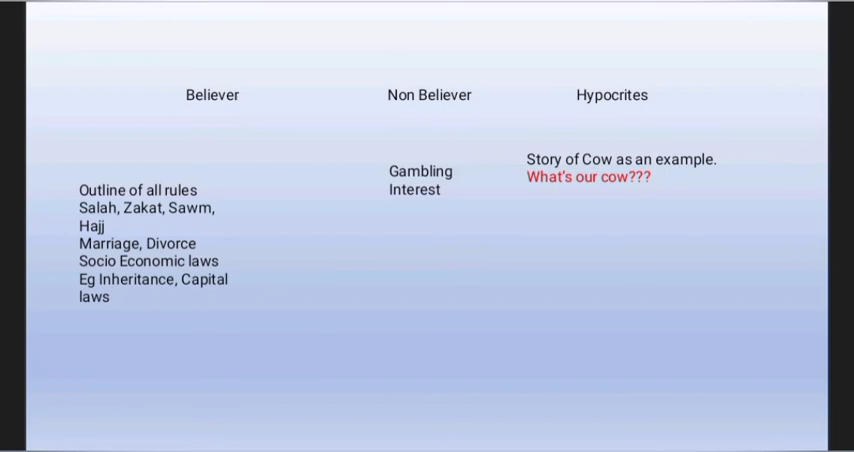 Believer
Non Believer
Hypocrites
Outline of all rules
Salah, Zakat, Sawm,
Hajj
Marriage, Divorce
Socio Economic laws
Eg Inheritance, Capital
laws
Gambling
Interest
Story of Cow as an example.
What's our cow???